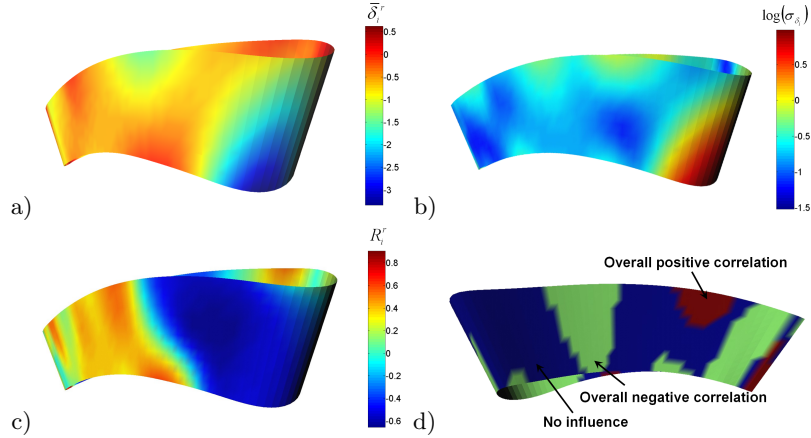 δ̅ᵢʳ
0.5
0
-0.5
-1
-1.5
-2
-2.5
-3
a)
log(σ_δᵢ)
0.5
0
-0.5
-1
-1.5
b)
Rᵢʳ
0.8
0.6
0.4
0.2
0
-0.2
-0.4
-0.6
c)
Overall positive correlation
Overall negative correlation
No influence
d)